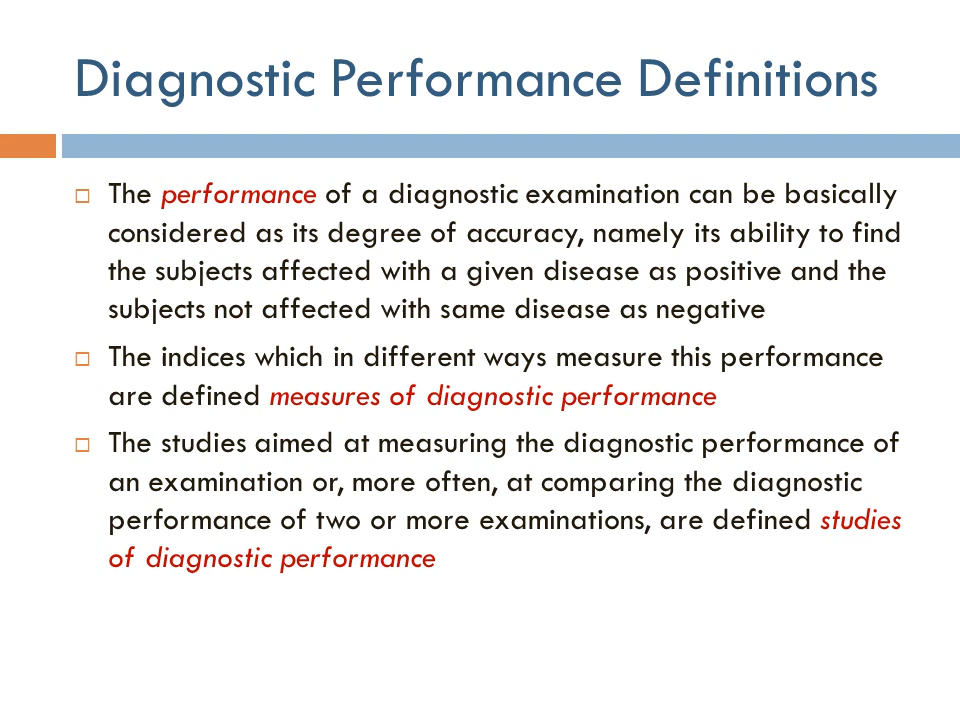 Diagnostic Performance Definitions
The performance of a diagnostic examination can be basically
considered as its degree of accuracy, namely its ability to find
the subjects affected with a given disease as positive and the
subjects not affected with same disease as negative
The indices which in different ways measure this performance
are defined measures of diagnostic performance
The studies aimed at measuring the diagnostic performance of
an examination or, more often, at comparing the diagnostic
performance of two or more examinations, are defined studies
of diagnostic performance